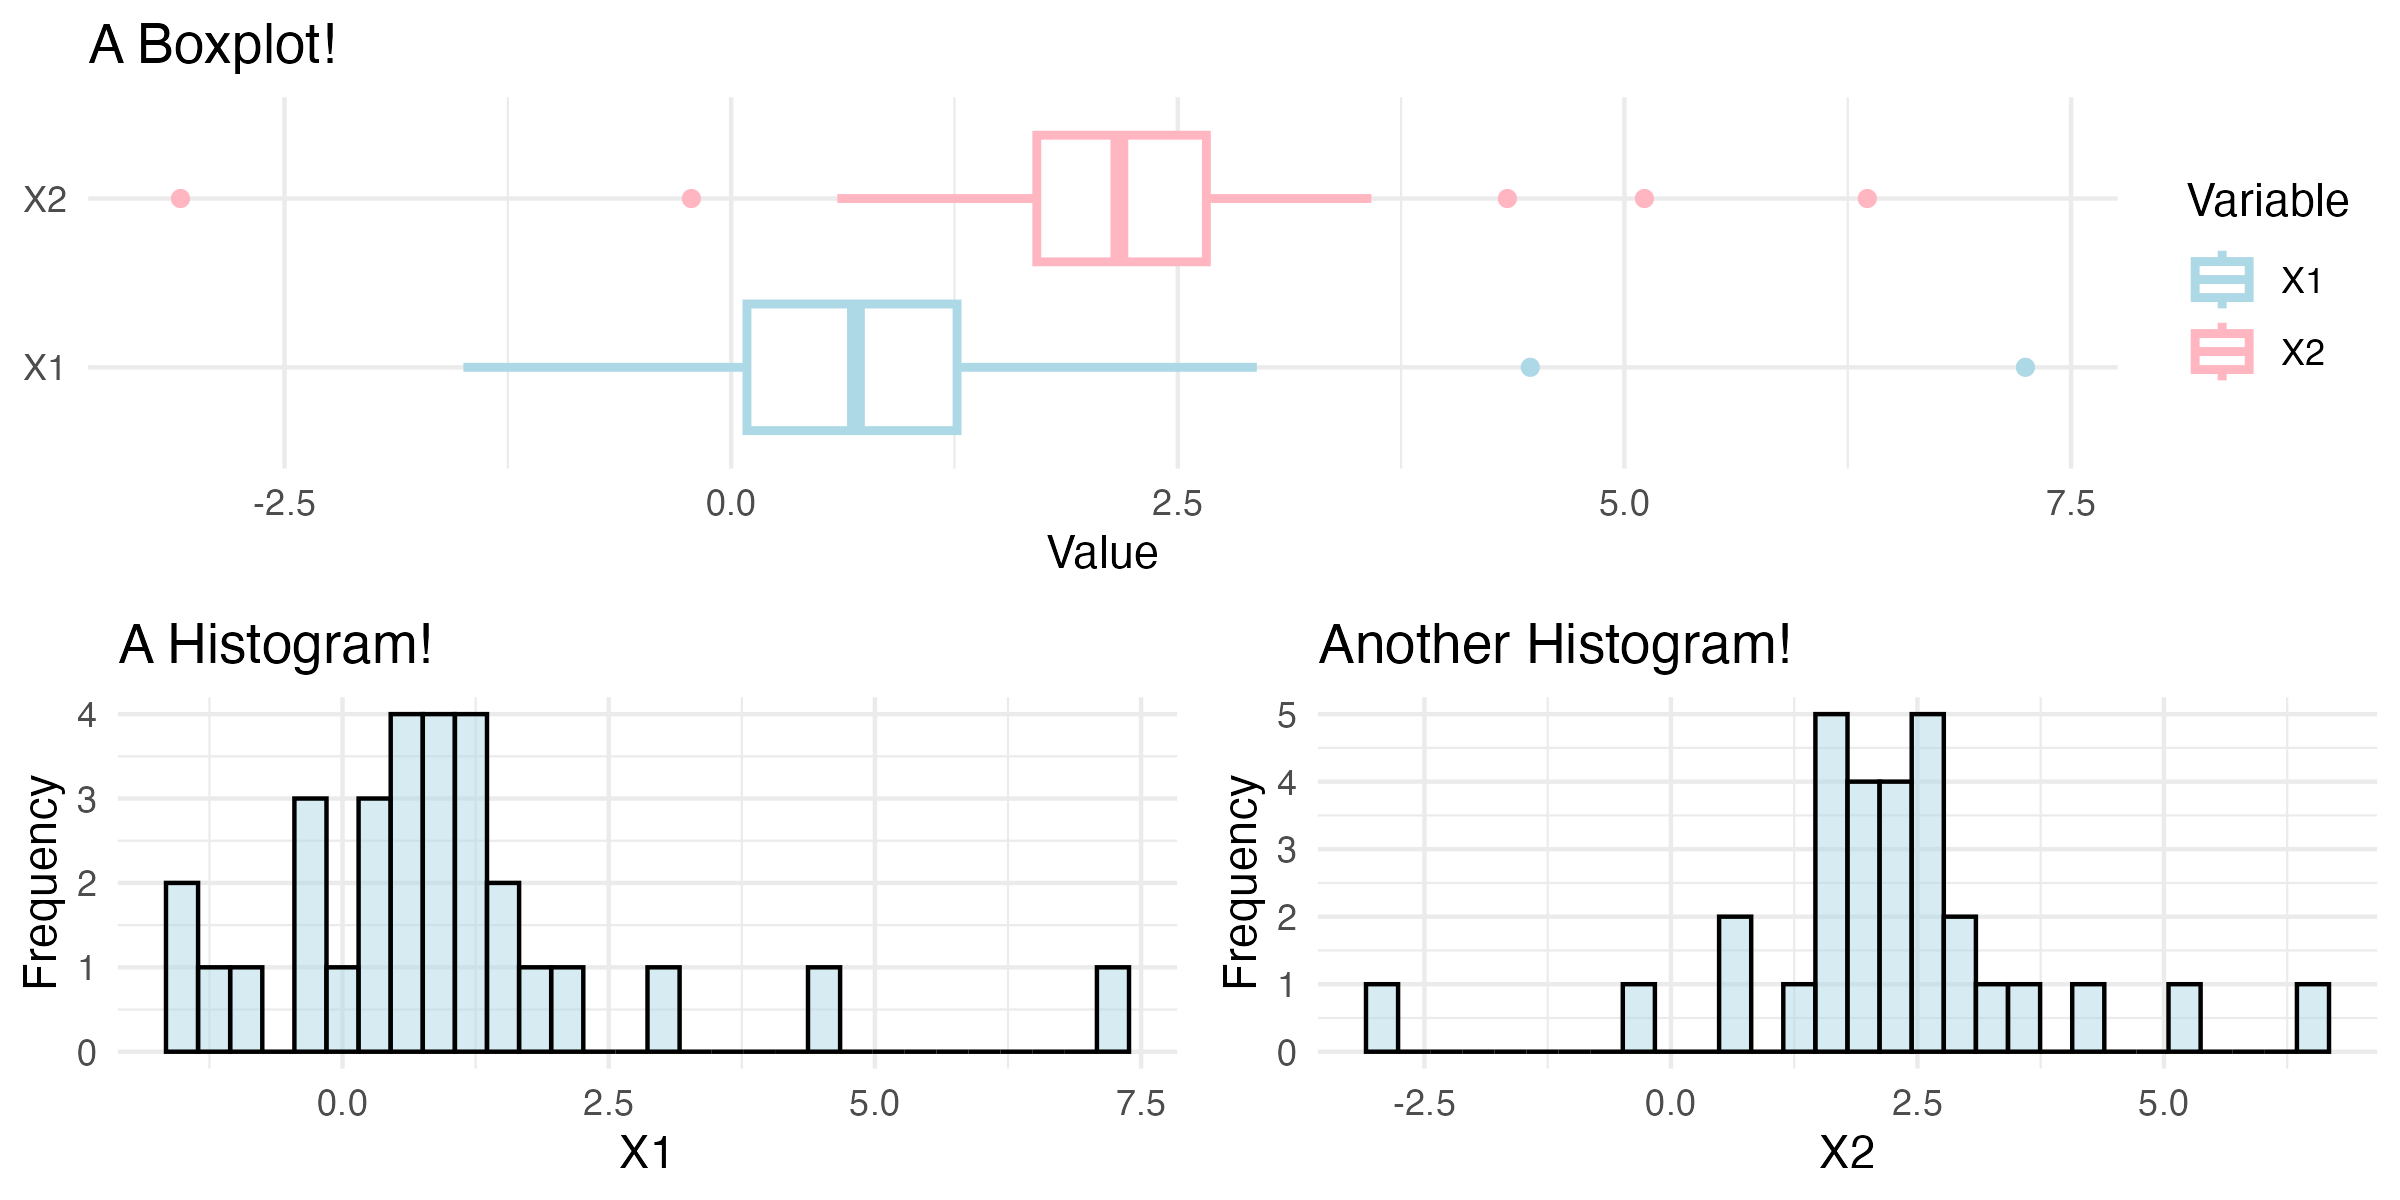 A Boxplot!
X2
X1
-2.5 0.0 2.5 5.0 7.5
Value
Variable
X1
X2
A Histogram!
Frequency
4
3
2
1
0
0.0 2.5 5.0 7.5
X1
Another Histogram!
Frequency
5
4
3
2
1
0
-2.5 0.0 2.5 5.0
X2